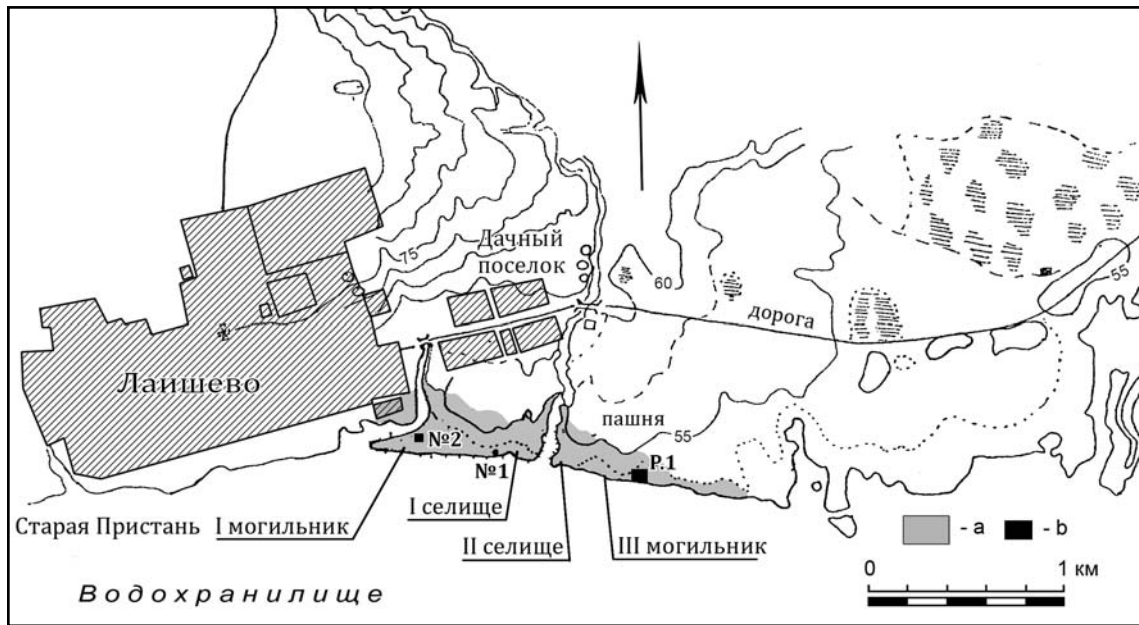 75
Дачный
поселок
60
55
дорога
Лаишево
пашня
55
№2
№1
Р.1
I селище
Старая Пристань I могильник
II селище
III могильник
- a
- b
0
1 км
Водохранилище